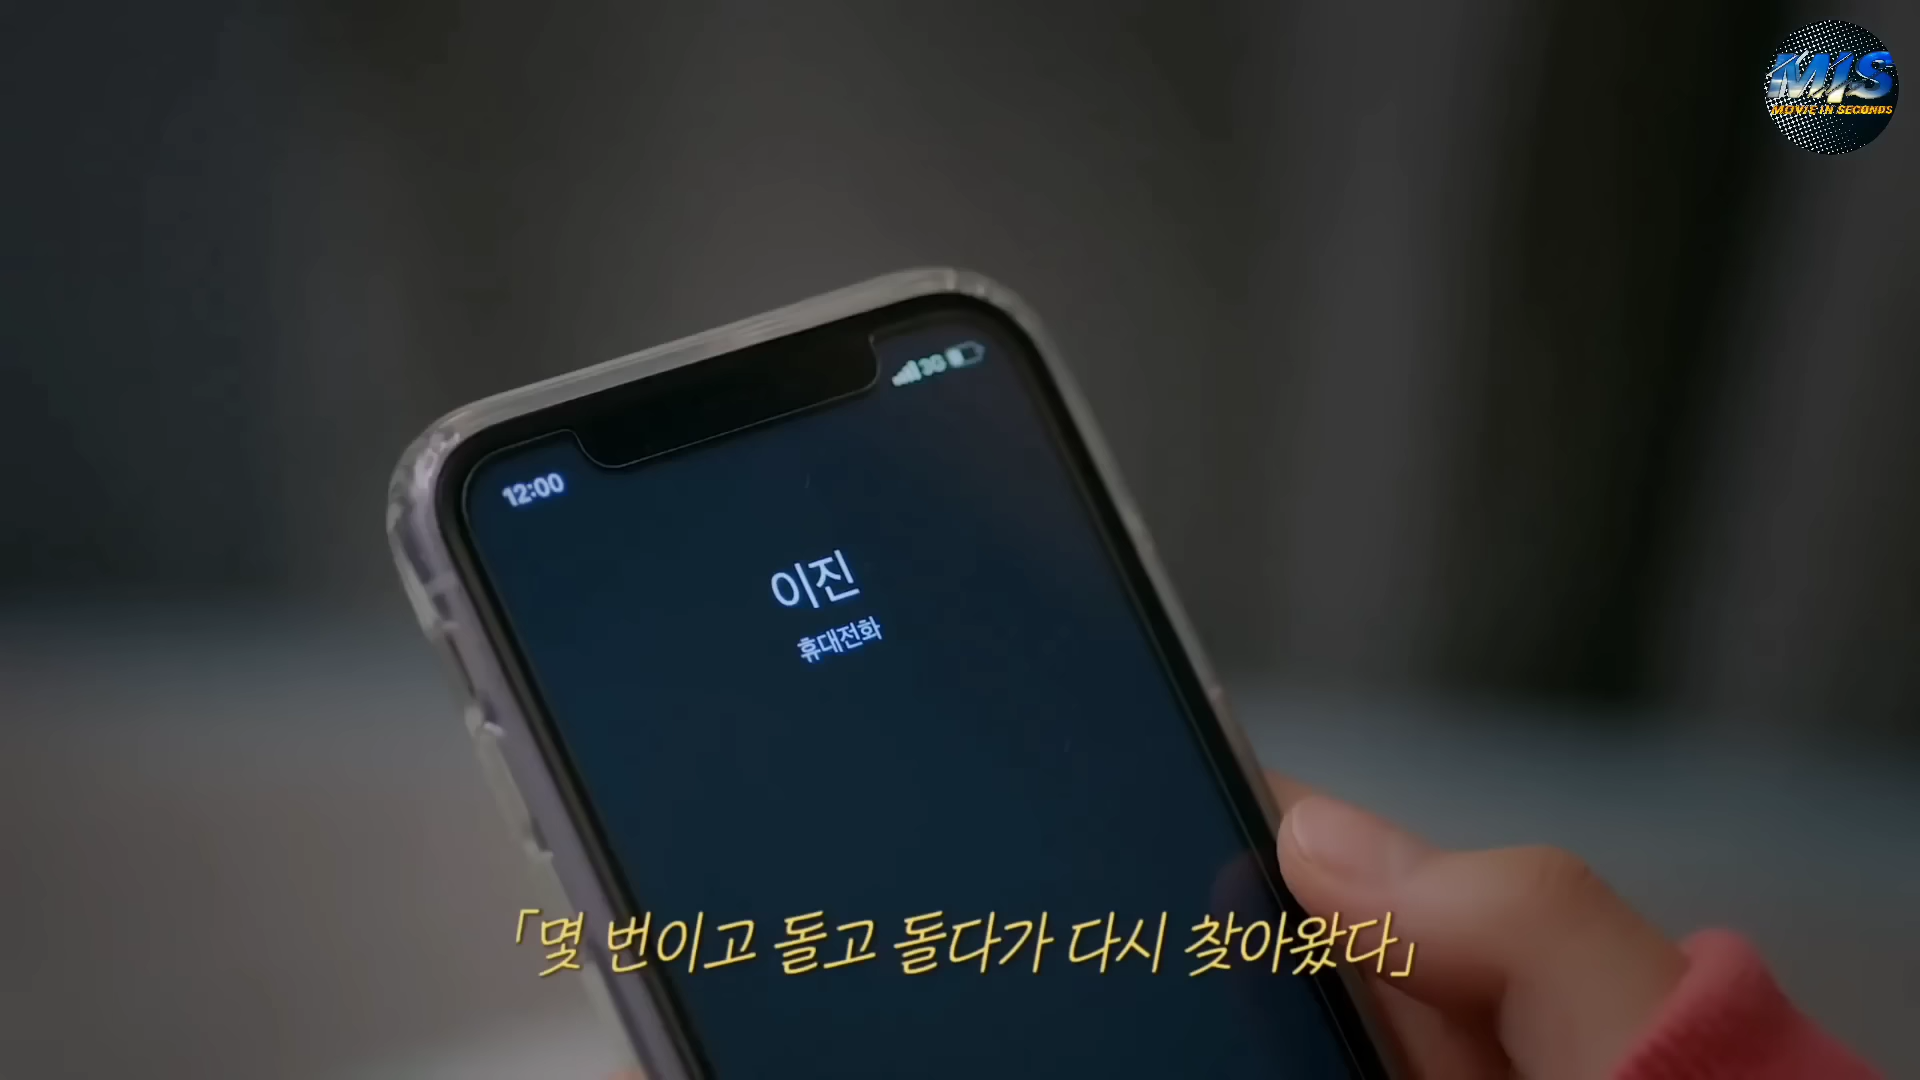 MIS
MOVIE IN SECONDS
3G
12:00
이진
휴대전화
「몇 번이고 돌고 돌다가 다시 찾아왔다」